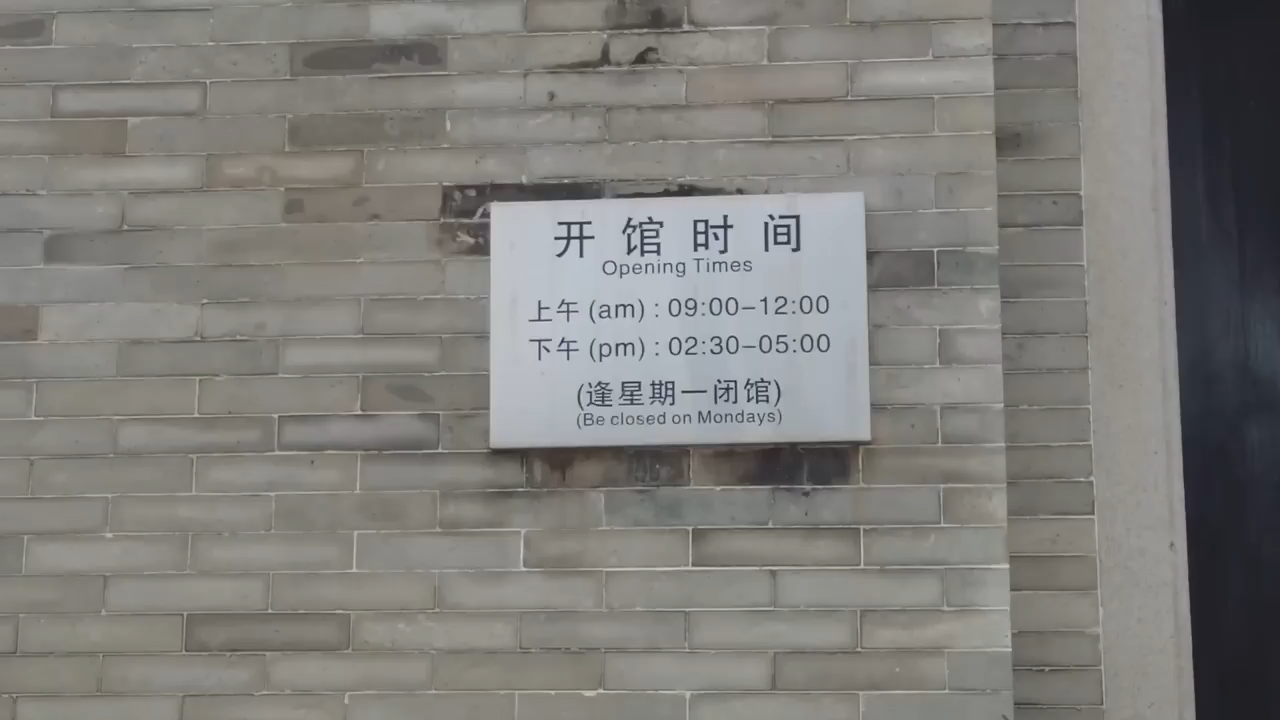 开馆时间
Opening Times
上午 (am) : 09:00-12:00
下午 (pm) : 02:30-05:00
(逢星期一闭馆)
(Be closed on Mondays)